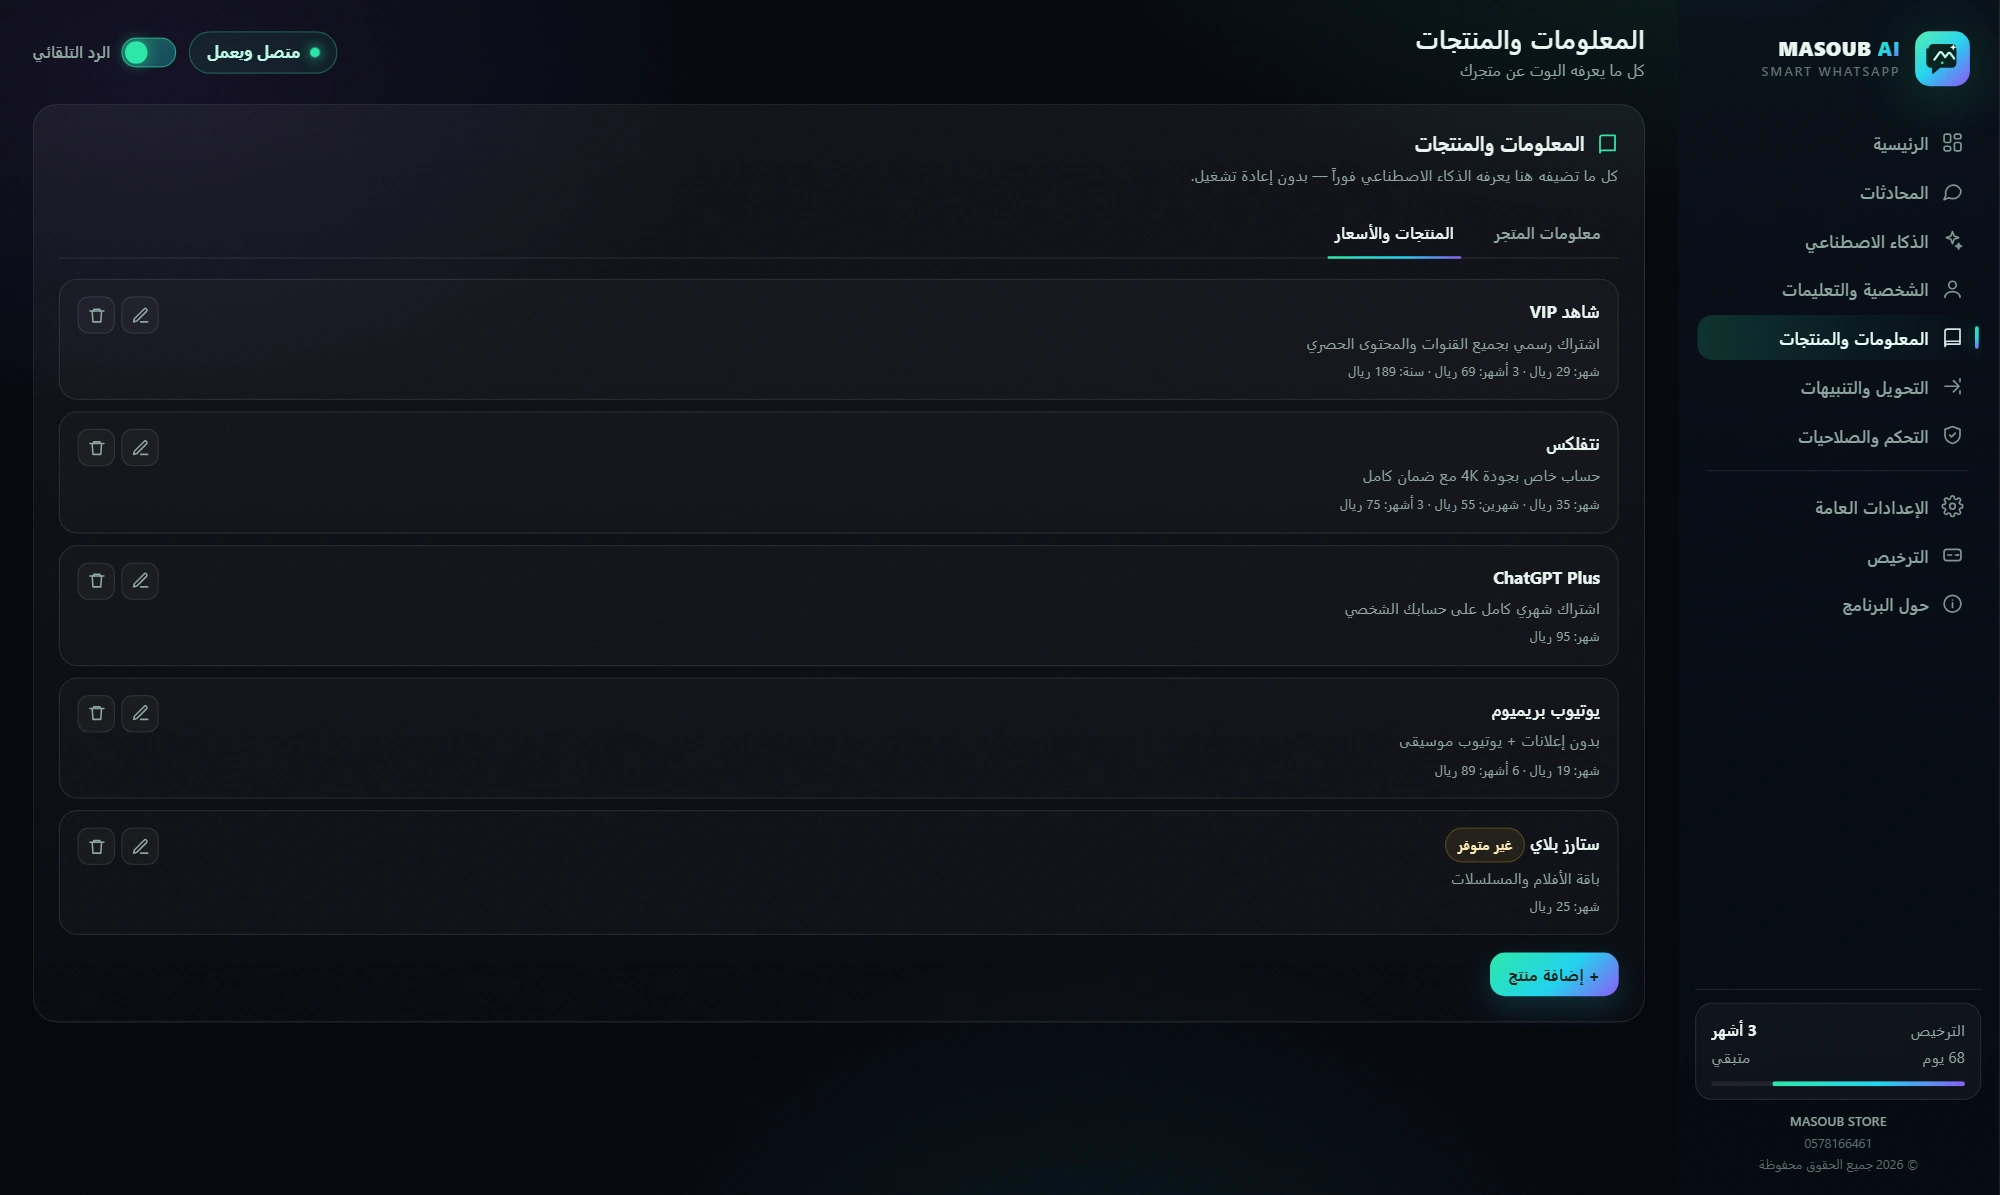 MASOUB AI
SMART WHATSAPP
الرئيسية
المحادثات
الذكاء الاصطناعي
الشخصية والتعليمات
المعلومات والمنتجات
التحويل والتنبيهات
التحكم والصلاحيات
الإعدادات العامة
الترخيص
حول البرنامج
الترخيص 3 أشهر
68 يوم متبقي
MASOUB STORE
0578166461
© 2026 جميع الحقوق محفوظة
المعلومات والمنتجات
كل ما يعرفه البوت عن متجرك
متصل ويعمل
الرد التلقائي
المعلومات والمنتجات
كل ما تضيفه هنا يعرفه الذكاء الاصطناعي فوراً — بدون إعادة تشغيل.
معلومات المتجر
المنتجات والأسعار
شاهد VIP
اشتراك رسمي بجميع القنوات والمحتوى الحصري
شهر: 29 ريال · 3 أشهر: 69 ريال · سنة: 189 ريال
نتفلكس
حساب خاص بجودة 4K مع ضمان كامل
شهر: 35 ريال · شهرين: 55 ريال · 3 أشهر: 75 ريال
ChatGPT Plus
اشتراك شهري كامل على حسابك الشخصي
شهر: 95 ريال
يوتيوب بريميوم
بدون إعلانات + يوتيوب موسيقى
شهر: 19 ريال · 6 أشهر: 89 ريال
ستارز بلاي غير متوفر
باقة الأفلام والمسلسلات
شهر: 25 ريال
+ إضافة منتج